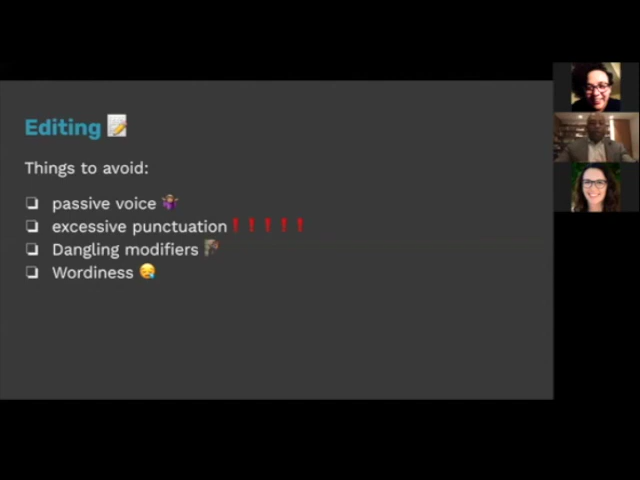 Editing 📝
Things to avoid:
❏ passive voice 🤷🏾‍♀️
❏ excessive punctuation❗❗❗❗❗
❏ Dangling modifiers 🧗🏾
❏ Wordiness 😪